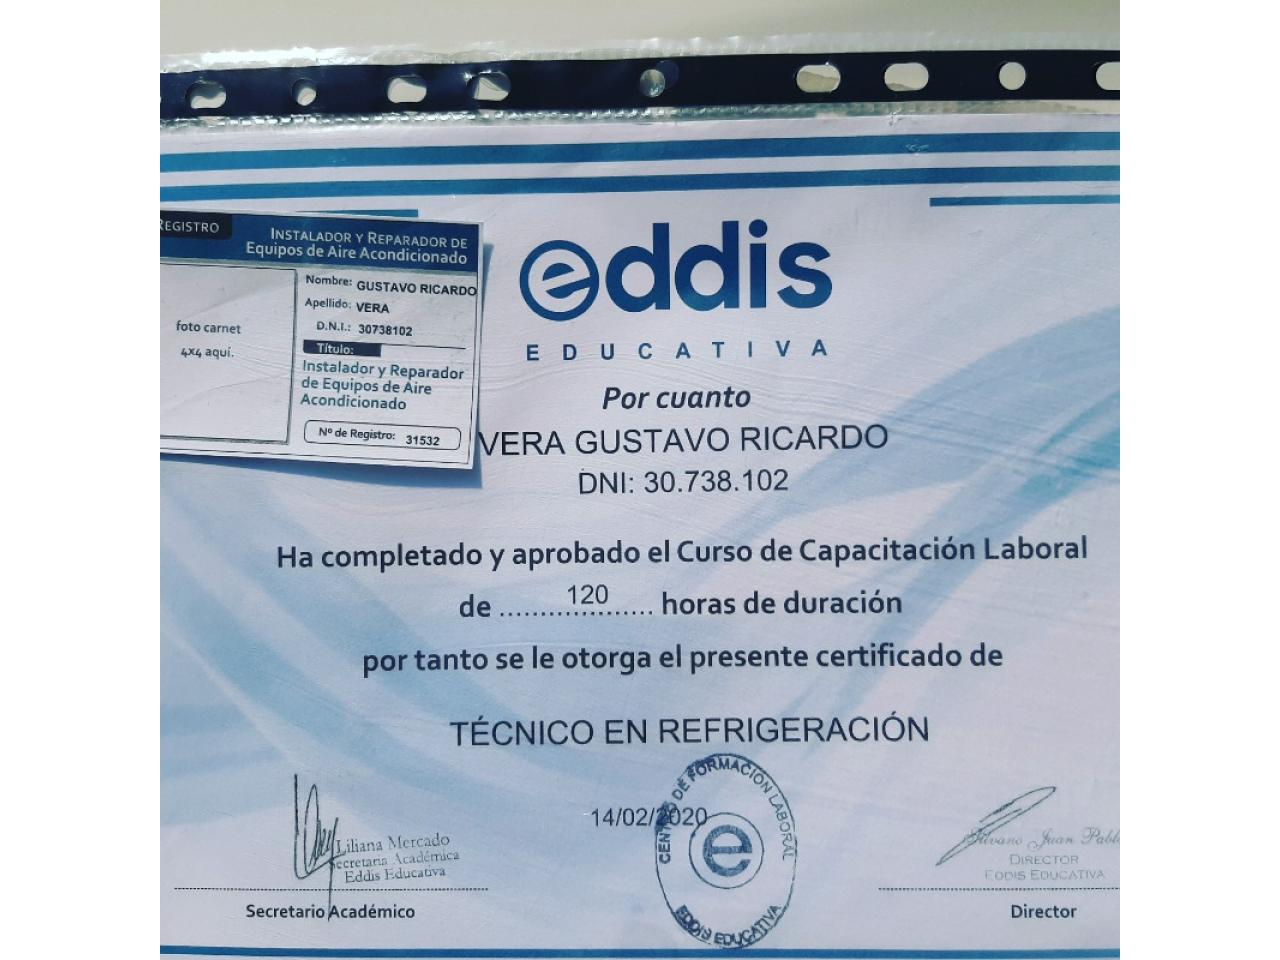 REGISTRO
INSTALADOR Y REPARADOR DE
Equipos de Aire Acondicionado
Nombre: GUSTAVO RICARDO
Apellido: VERA
D.N.I.: 30738102
Título:
Instalador y Reparador
de Equipos de Aire
Acondicionado
Nº de Registro: 31532
foto carnet
4x4 aquí.
eddis
EDUCATIVA
Por cuanto
VERA GUSTAVO RICARDO
DNI: 30.738.102
Ha completado y aprobado el Curso de Capacitación Laboral
de ....120.... horas de duración
por tanto se le otorga el presente certificado de
TÉCNICO EN REFRIGERACIÓN
14/02/2020
CENTRO DE FORMACION LABORAL
e
EDDIS EDUCATIVA
Liliana Mercado
Secretaria Académica
Eddis Educativa
Secretario Académico
Silvano Juan Pablo
DIRECTOR
EDDIS EDUCATIVA
Director